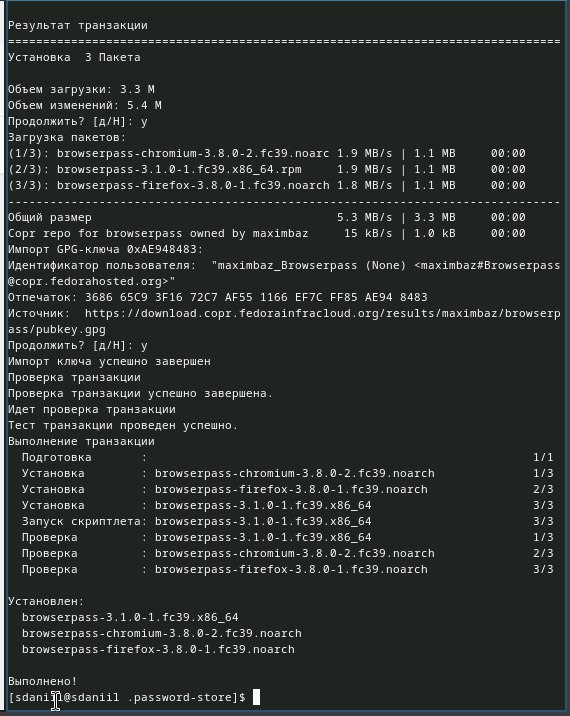 Результат транзакции
================================================================================
Установка  3 Пакета
Объем загрузки: 3.3 M
Объем изменений: 5.4 M
Продолжить? [д/Н]: y
Загрузка пакетов:
(1/3): browserpass-chromium-3.8.0-2.fc39.noarc 1.9 MB/s | 1.1 MB     00:00
(2/3): browserpass-3.1.0-1.fc39.x86_64.rpm     1.9 MB/s | 1.1 MB     00:00
(3/3): browserpass-firefox-3.8.0-1.fc39.noarch 1.8 MB/s | 1.1 MB     00:00
--------------------------------------------------------------------------------
Общий размер                                   5.3 MB/s | 3.3 MB     00:00
Copr repo for browserpass owned by maximbaz     15 kB/s | 1.0 kB     00:00
Импорт GPG-ключа 0xAE948483:
Идентификатор пользователя:  "maximbaz_Browserpass (None) <maximbaz#Browserpass
@copr.fedorahosted.org>"
Отпечаток: 3686 65C9 3F16 72C7 AF55 1166 EF7C FF85 AE94 8483
Источник:  https://download.copr.fedorainfracloud.org/results/maximbaz/browserp
ass/pubkey.gpg
Продолжить? [д/Н]: y
Импорт ключа успешно завершен
Проверка транзакции
Проверка транзакции успешно завершена.
Идет проверка транзакции
Тест транзакции проведен успешно.
Выполнение транзакции
  Подготовка       :                                                       1/1
  Установка        : browserpass-chromium-3.8.0-2.fc39.noarch              1/3
  Установка        : browserpass-firefox-3.8.0-1.fc39.noarch               2/3
  Установка        : browserpass-3.1.0-1.fc39.x86_64                       3/3
  Запуск скриптлета: browserpass-3.1.0-1.fc39.x86_64                       3/3
  Проверка         : browserpass-3.1.0-1.fc39.x86_64                       1/3
  Проверка         : browserpass-chromium-3.8.0-2.fc39.noarch              2/3
  Проверка         : browserpass-firefox-3.8.0-1.fc39.noarch               3/3
Установлен:
  browserpass-3.1.0-1.fc39.x86_64
  browserpass-chromium-3.8.0-2.fc39.noarch
  browserpass-firefox-3.8.0-1.fc39.noarch
Выполнено!
[sdaniil@sdaniil .password-store]$